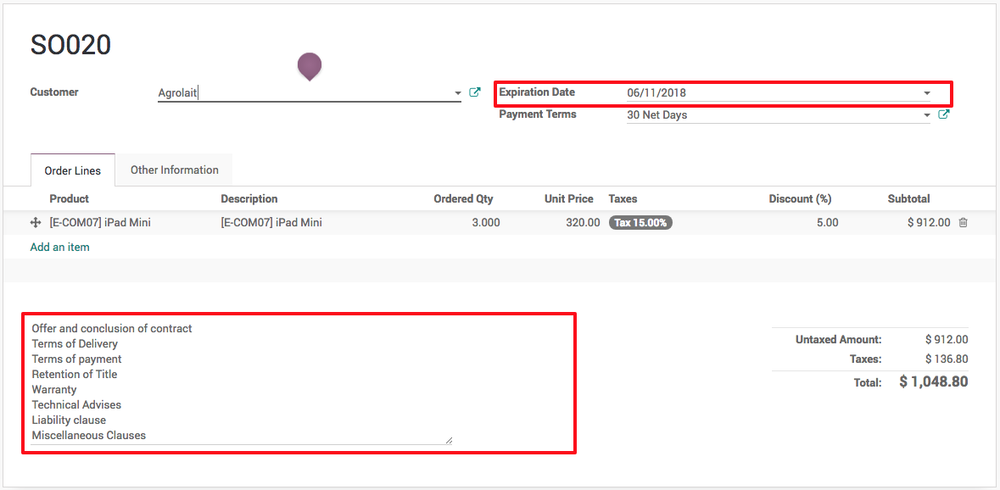 SO020
Customer Agrolait Expiration Date 06/11/2018
Payment Terms 30 Net Days
Order Lines Other Information
Product Description Ordered Qty Unit Price Taxes Discount (%) Subtotal
[E-COM07] iPad Mini [E-COM07] iPad Mini 3.000 320.00 Tax 15.00% 5.00 $ 912.00
Add an item
Offer and conclusion of contract
Terms of Delivery
Terms of payment
Retention of Title
Warranty
Technical Advises
Liability clause
Miscellaneous Clauses
Untaxed Amount: $ 912.00
Taxes: $ 136.80
Total: $ 1,048.80